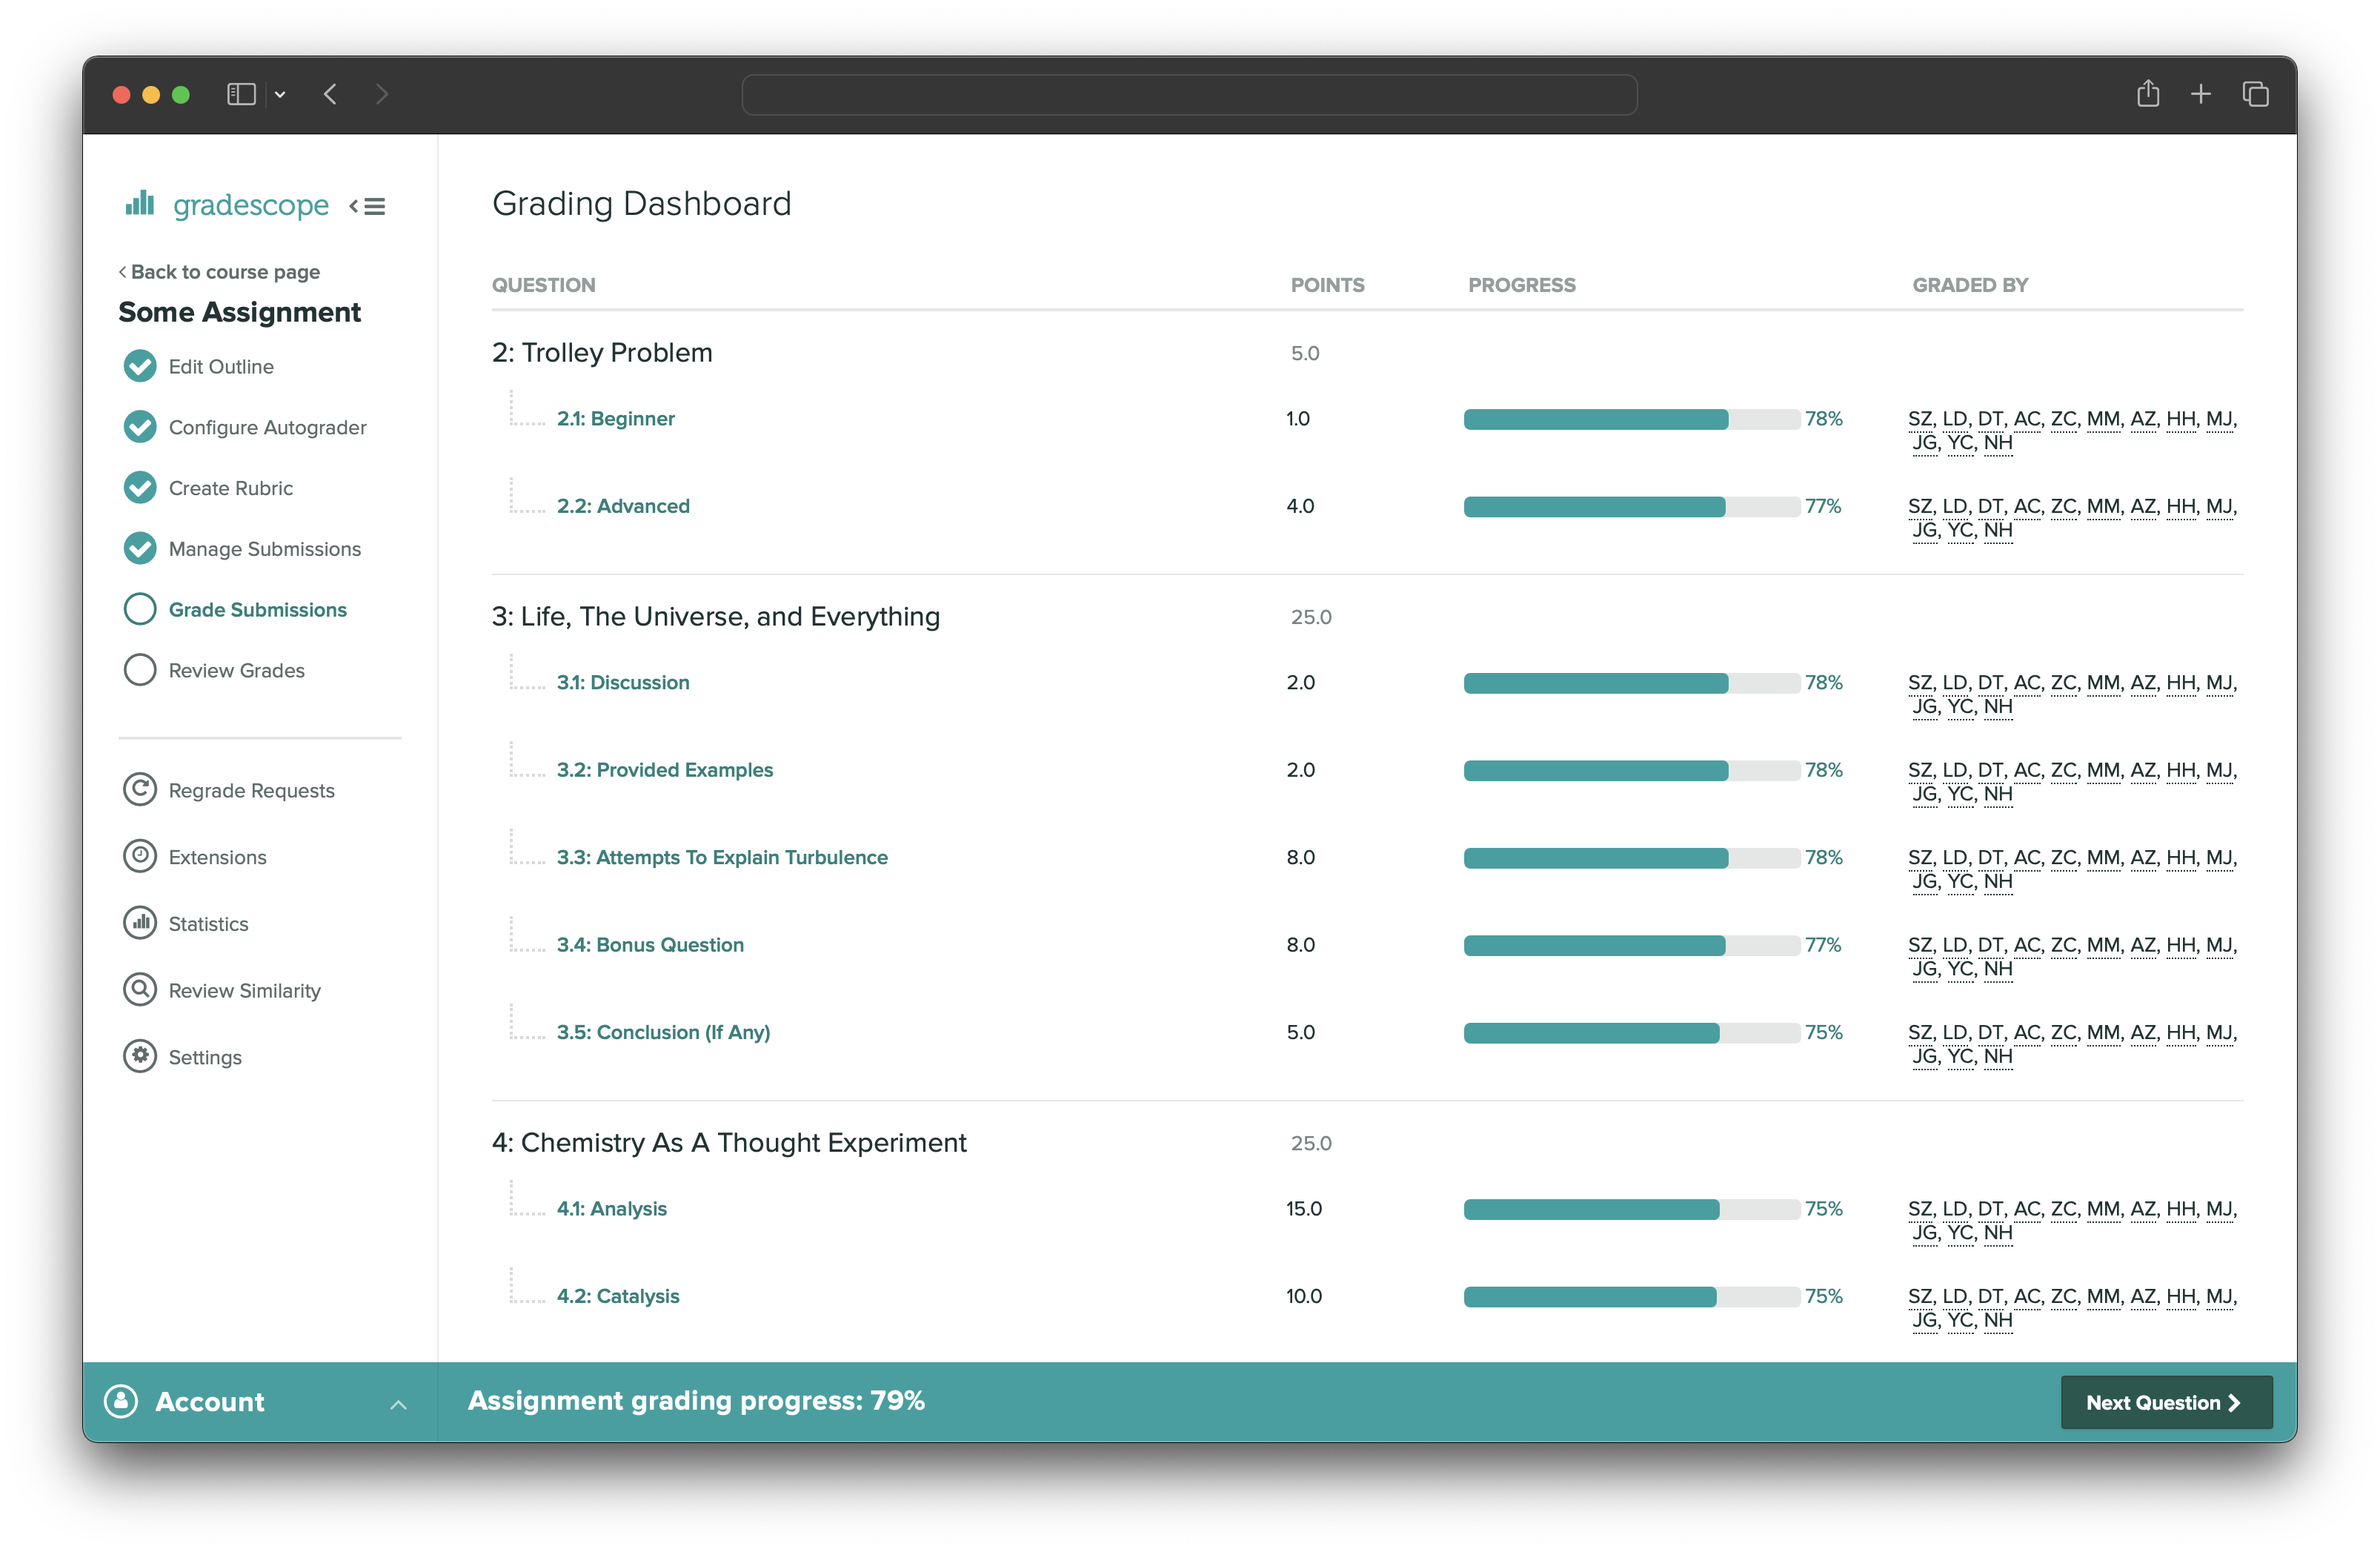 gradescope
Back to course page
Some Assignment
Edit Outline
Configure Autograder
Create Rubric
Manage Submissions
Grade Submissions
Review Grades
Regrade Requests
Extensions
Statistics
Review Similarity
Settings
Account
Grading Dashboard
QUESTION POINTS PROGRESS GRADED BY
2: Trolley Problem 5.0
2.1: Beginner 1.0 78% SZ, LD, DT, AC, ZC, MM, AZ, HH, MJ,
JG, YC, NH
2.2: Advanced 4.0 77% SZ, LD, DT, AC, ZC, MM, AZ, HH, MJ,
JG, YC, NH
3: Life, The Universe, and Everything 25.0
3.1: Discussion 2.0 78% SZ, LD, DT, AC, ZC, MM, AZ, HH, MJ,
JG, YC, NH
3.2: Provided Examples 2.0 78% SZ, LD, DT, AC, ZC, MM, AZ, HH, MJ,
JG, YC, NH
3.3: Attempts To Explain Turbulence 8.0 78% SZ, LD, DT, AC, ZC, MM, AZ, HH, MJ,
JG, YC, NH
3.4: Bonus Question 8.0 77% SZ, LD, DT, AC, ZC, MM, AZ, HH, MJ,
JG, YC, NH
3.5: Conclusion (If Any) 5.0 75% SZ, LD, DT, AC, ZC, MM, AZ, HH, MJ,
JG, YC, NH
4: Chemistry As A Thought Experiment 25.0
4.1: Analysis 15.0 75% SZ, LD, DT, AC, ZC, MM, AZ, HH, MJ,
JG, YC, NH
4.2: Catalysis 10.0 75% SZ, LD, DT, AC, ZC, MM, AZ, HH, MJ,
JG, YC, NH
Assignment grading progress: 79%
Next Question